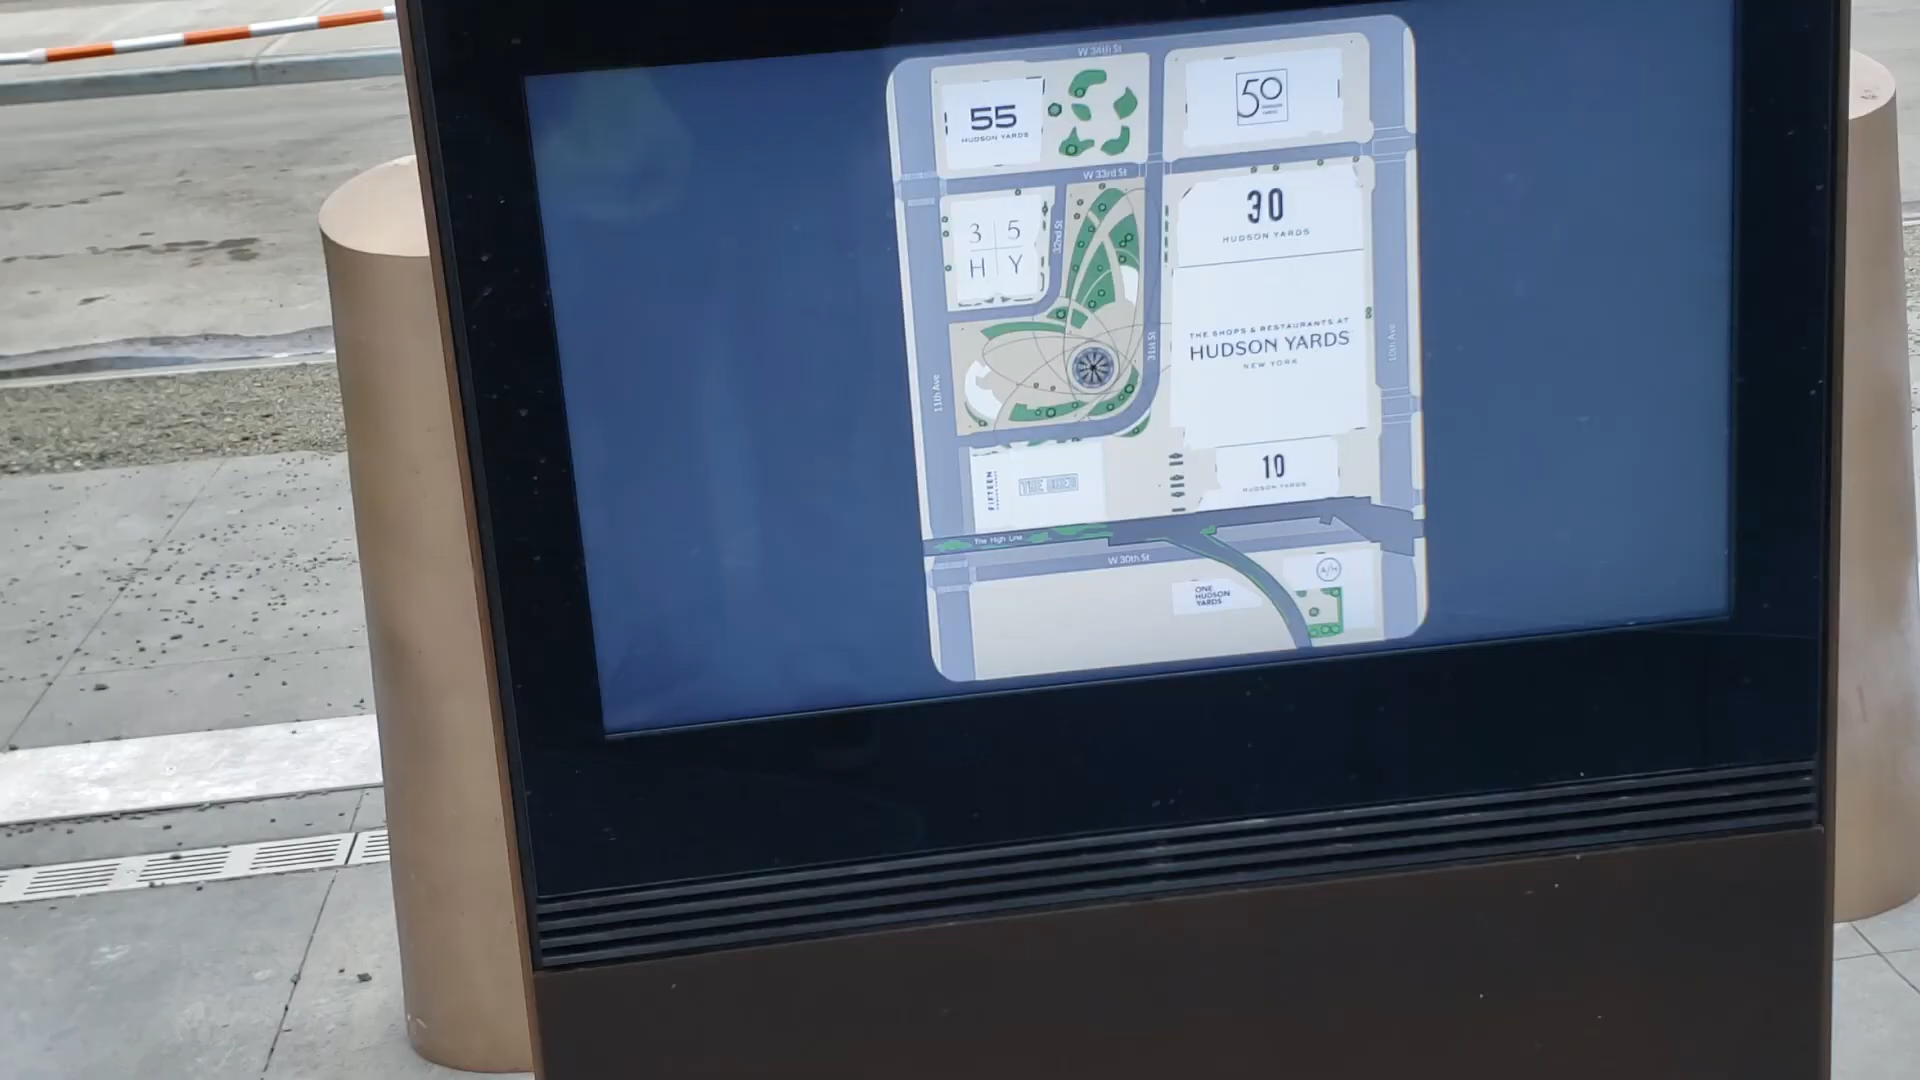 W 34th St
55
HUDSON YARDS
50
HUDSON
YARDS
W 33rd St
3 5
H Y
32nd St
30
HUDSON YARDS
THE SHOPS & RESTAURANTS AT
HUDSON YARDS
NEW YORK
31st St
10th Ave
11th Ave
FIFTEEN
THE SHED
10
HUDSON YARDS
The High Line
W 30th St
ONE
HUDSON
YARDS